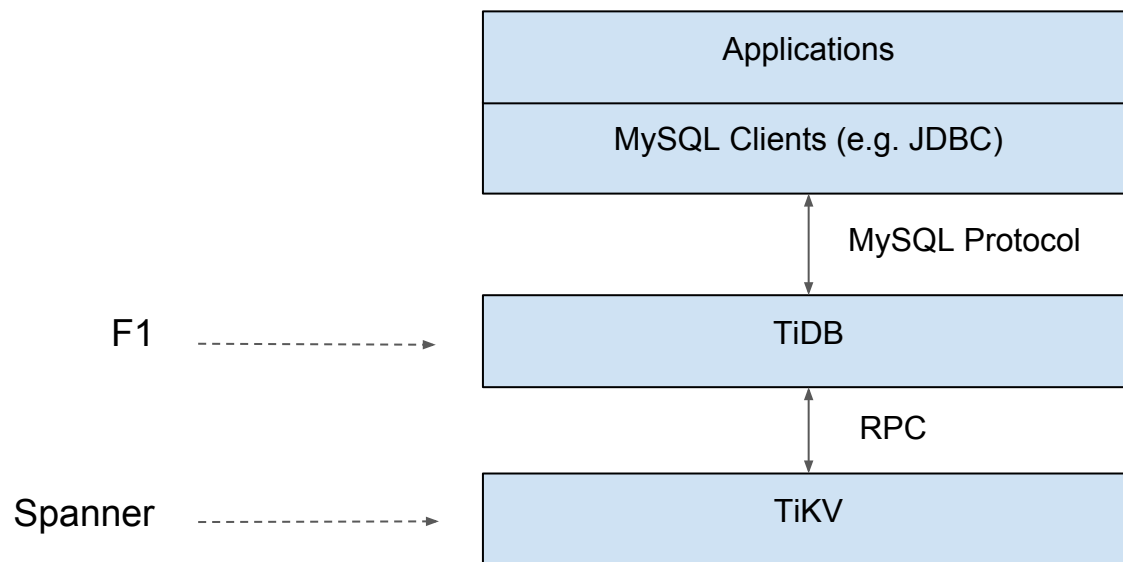 Applications
MySQL Clients (e.g. JDBC)
MySQL Protocol
F1
TiDB
RPC
Spanner
TiKV